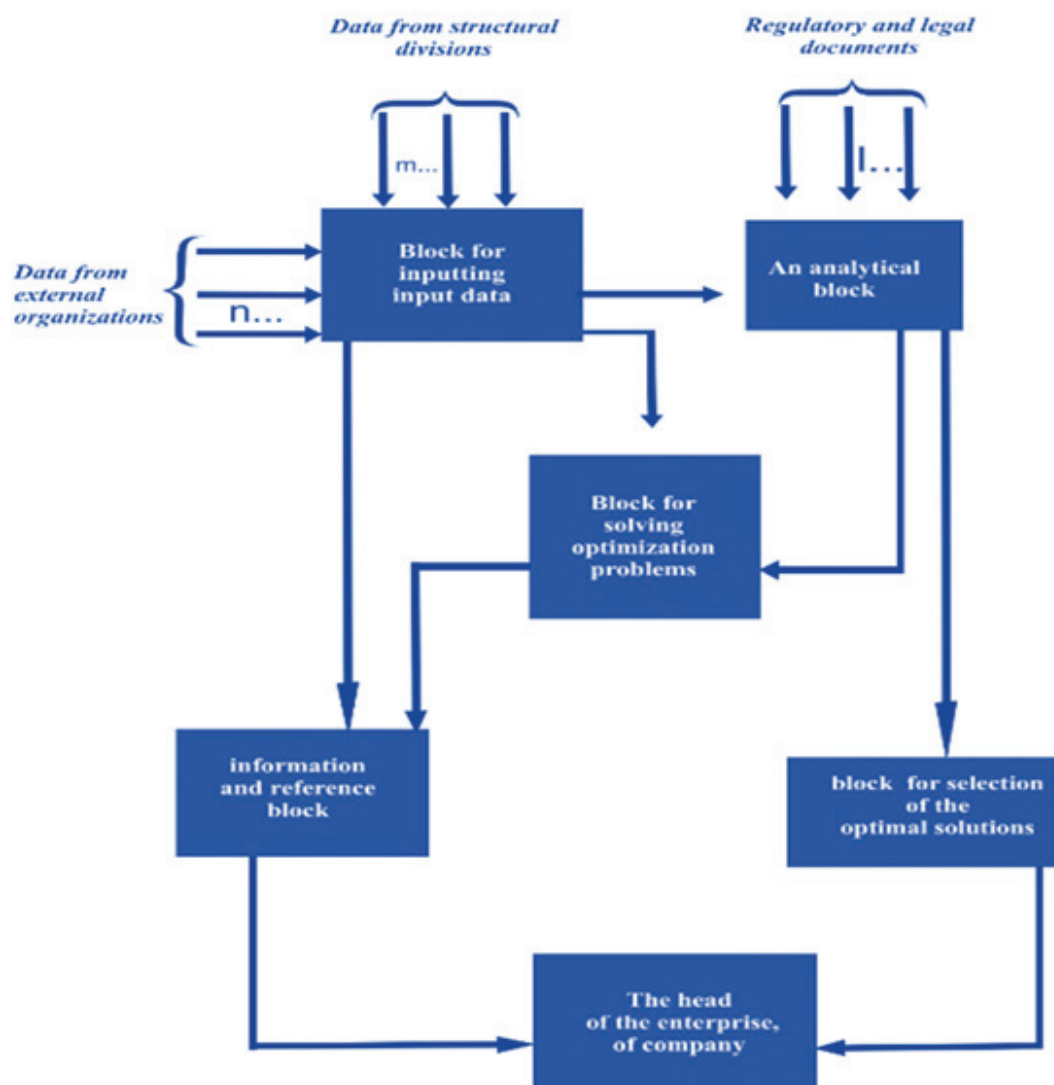 Data from structural
divisions
Regulatory and legal
documents
m...
l...
Block for
inputting
input data
An analytical
block
Data from
external
organizations
n...
Block for
solving
optimization
problems
information
and reference
block
block for selection
of the
optimal solutions
The head
of the enterprise,
of company